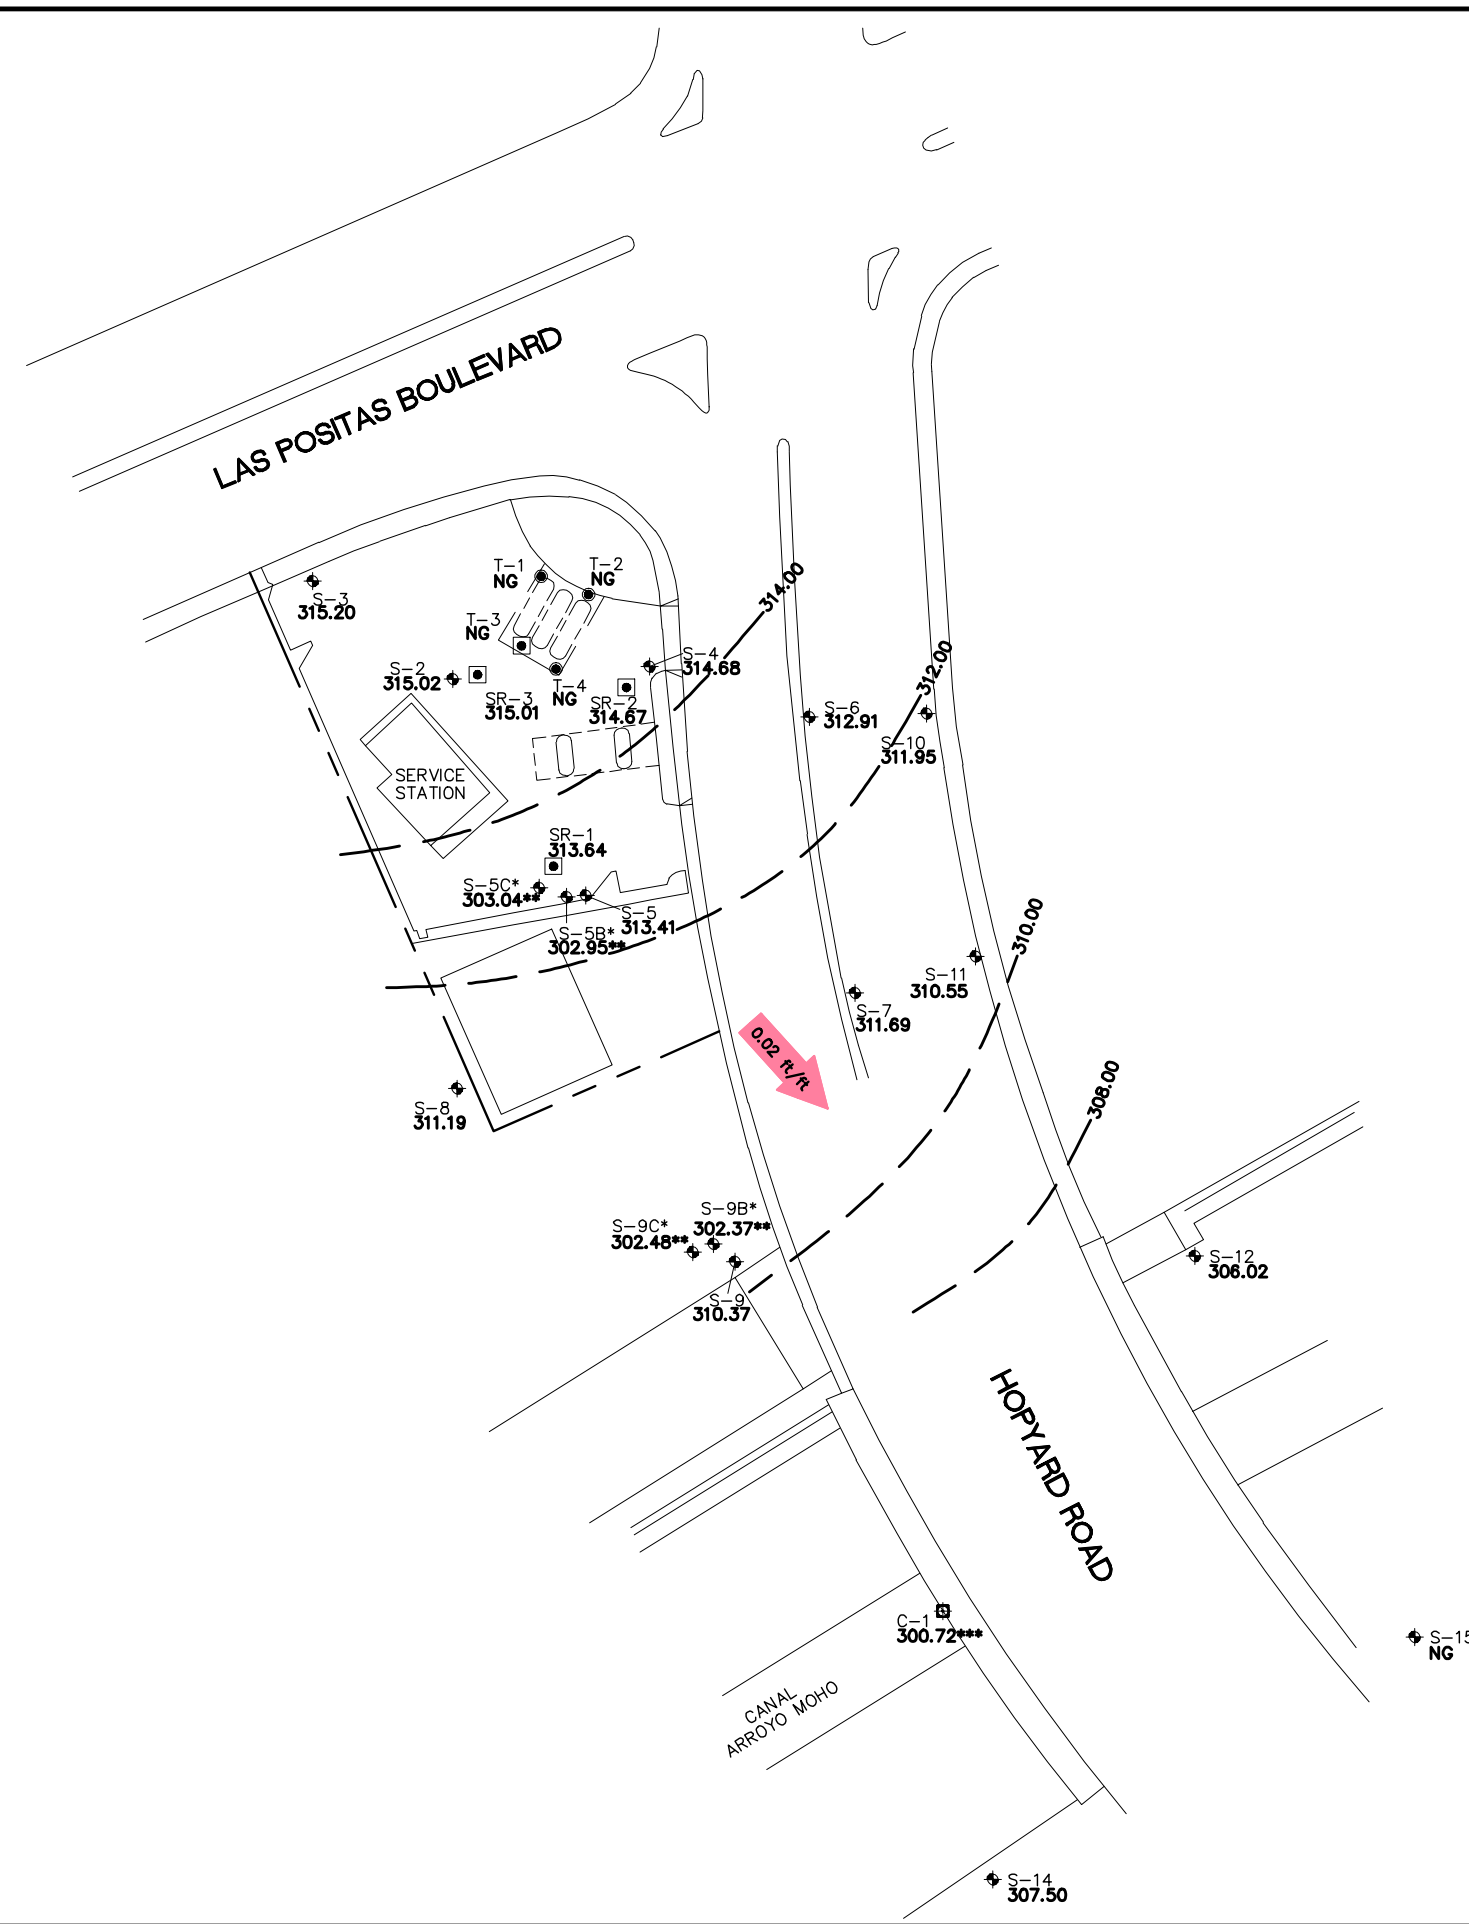 LAS POSITAS BOULEVARD
T-1
NG
T-2
NG
S-3
315.20
T-3
NG
314.00
S-4
314.68
312.00
S-2
315.02
SR-3
315.01
T-4
NG
SR-2
314.67
S-6
312.91
S-10
311.95
SERVICE
STATION
SR-1
313.64
S-5C*
303.04**
S-5
313.41
S-5B*
302.95**
310.00
S-11
310.55
S-7
311.69
0.02 ft/ft
308.00
S-8
311.19
S-9B*
302.37**
S-9C*
302.48**
S-9
310.37
S-12
306.02
HOPYARD ROAD
C-1
300.72***
S-15
NG
CANAL
ARROYO MOHO
S-14
307.50